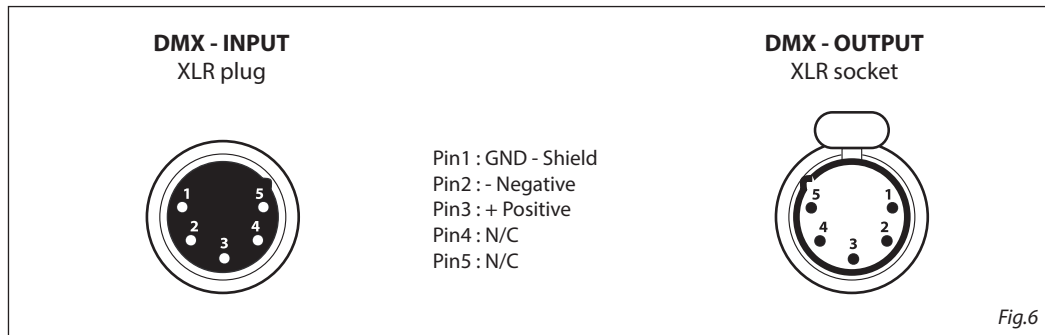 DMX - INPUT
XLR plug
DMX - OUTPUT
XLR socket
Pin1 : GND - Shield
Pin2 : - Negative
Pin3 : + Positive
Pin4 : N/C
Pin5 : N/C
1 5
2 4
3
5 1
4 2
3
Fig.6